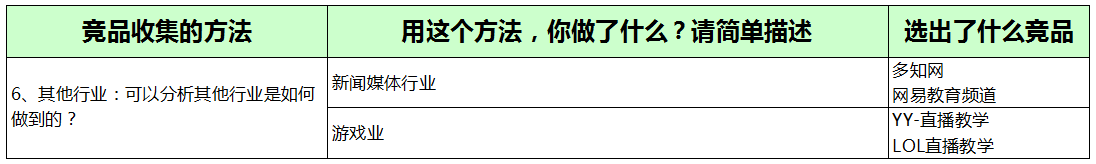 竞品收集的方法
用这个方法，你做了什么？请简单描述
选出了什么竞品
6、其他行业：可以分析其他行业是如何
做到的？
新闻媒体行业
多知网
网易教育频道
游戏业
YY-直播教学
LOL直播教学